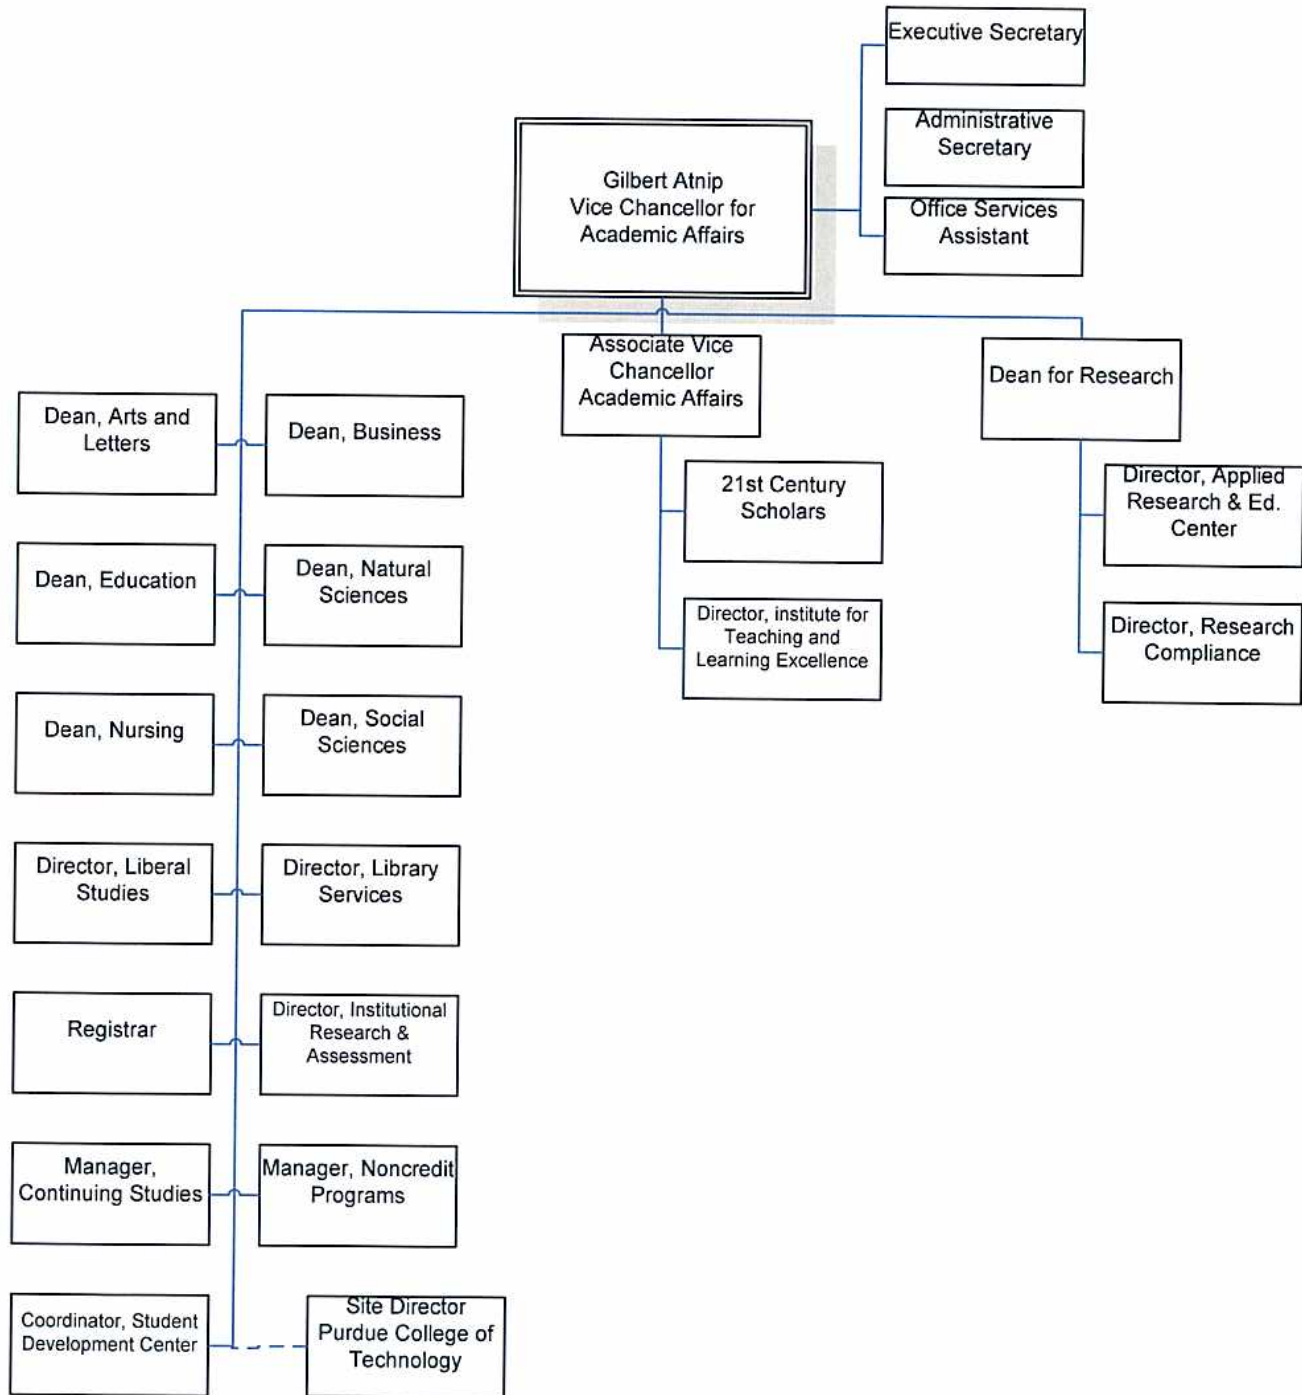 Executive Secretary
Administrative
Secretary
Office Services
Assistant
Gilbert Atnip
Vice Chancellor for
Academic Affairs
Associate Vice
Chancellor
Academic Affairs
Dean for Research
Dean, Arts and
Letters
Dean, Business
21st Century
Scholars
Director, Applied
Research & Ed.
Center
Dean, Education
Dean, Natural
Sciences
Director, institute for
Teaching and
Learning Excellence
Director, Research
Compliance
Dean, Nursing
Dean, Social
Sciences
Director, Liberal
Studies
Director, Library
Services
Registrar
Director, Institutional
Research &
Assessment
Manager,
Continuing Studies
Manager, Noncredit
Programs
Coordinator, Student
Development Center
Site Director
Purdue College of
Technology